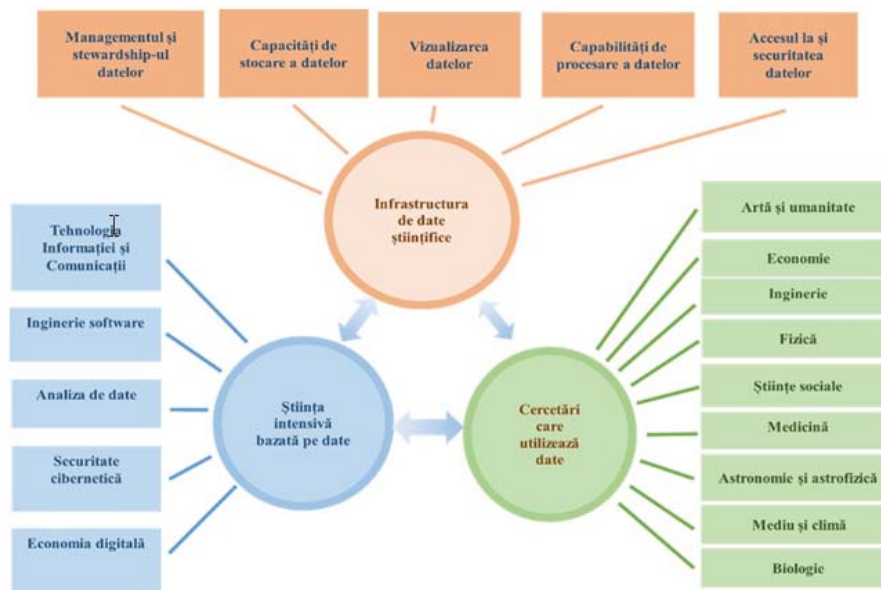 Managementul și
stewardship-ul
datelor
Capacități de
stocare a datelor
Vizualizarea
datelor
Capabilități de
procesare a datelor
Accesul la și
securitatea
datelor
Infrastructura
de date
științifice
Tehnologia
Informației și
Comunicații
Inginerie software
Analiza de date
Securitate
cibernetică
Economia digitală
Știința
intensivă
bazată pe date
Cercetări
care
utilizează
date
Artă și umanitate
Economie
Inginerie
Fizică
Științe sociale
Medicină
Astronomie și astrofizică
Mediu și climă
Biologie